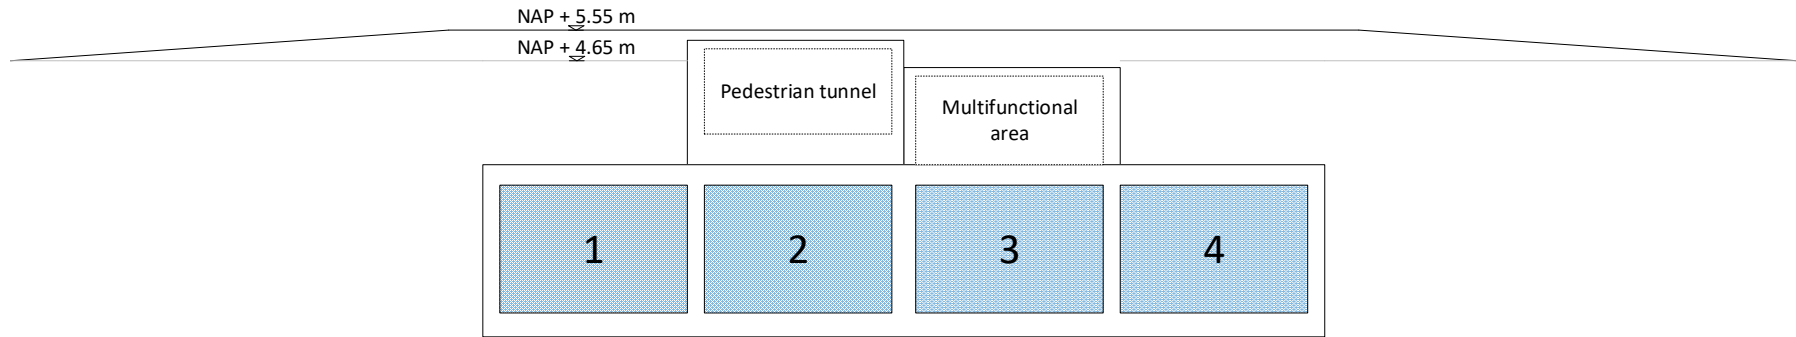 NAP + 5.55 m
NAP + 4.65 m
Pedestrian tunnel
Multifunctional
area
1
2
3
4